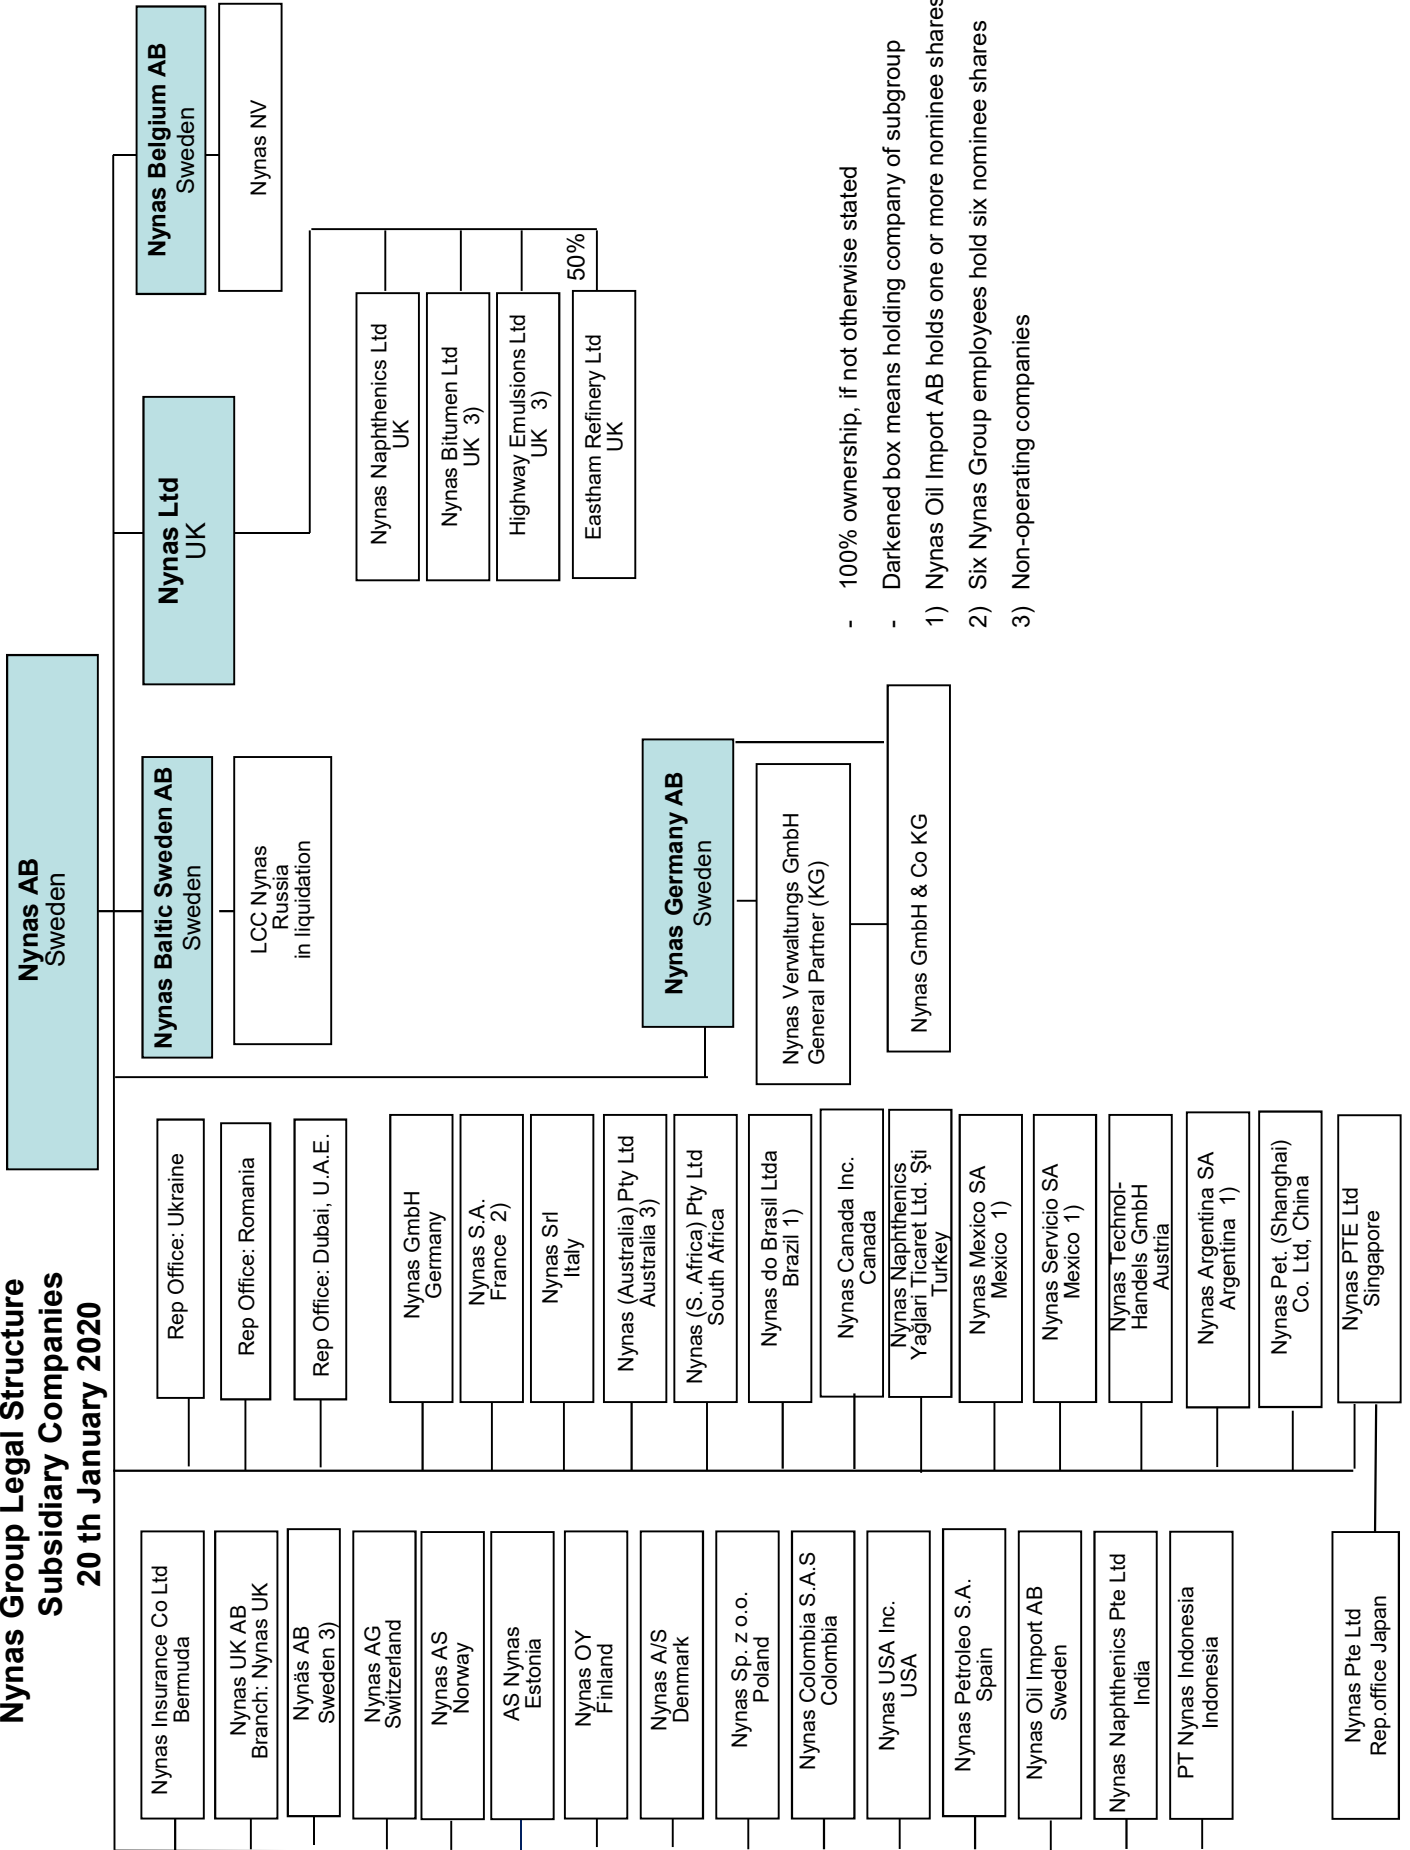 Nynas Group Legal Structure
Subsidiary Companies
20 th January 2020
Nynas AB
Sweden
Nynas Baltic Sweden AB
Sweden
LCC Nynas
Russia
in liquidation
Nynas Ltd
UK
Nynas Belgium AB
Sweden
Nynas NV
Nynas Naphthenics Ltd
UK
Nynas Bitumen Ltd
UK 3)
Highway Emulsions Ltd
UK 3)
50%
Eastham Refinery Ltd
UK
Nynas Germany AB
Sweden
Nynas Verwaltungs GmbH
General Partner (KG)
Nynas GmbH & Co KG
Rep Office: Ukraine
Rep Office: Romania
Rep Office: Dubai, U.A.E.
Nynas GmbH
Germany
Nynas S.A.
France 2)
Nynas Srl
Italy
Nynas (Australia) Pty Ltd
Australia 3)
Nynas (S. Africa) Pty Ltd
South Africa
Nynas do Brasil Ltda
Brazil 1)
Nynas Canada Inc.
Canada
Nynas Naphthenics
Yağlari Ticaret Ltd. Şti
Turkey
Nynas Mexico SA
Mexico 1)
Nynas Servicio SA
Mexico 1)
Nynas Technol-
Handels GmbH
Austria
Nynas Argentina SA
Argentina 1)
Nynas Pet. (Shanghai)
Co. Ltd, China
Nynas PTE Ltd
Singapore
Nynas Insurance Co Ltd
Bermuda
Nynas UK AB
Branch: Nynas UK
Nynäs AB
Sweden 3)
Nynas AG
Switzerland
Nynas AS
Norway
AS Nynas
Estonia
Nynas OY
Finland
Nynas A/S
Denmark
Nynas Sp. z o.o.
Poland
Nynas Colombia S.A.S
Colombia
Nynas USA Inc.
USA
Nynas Petroleo S.A.
Spain
Nynas Oil Import AB
Sweden
Nynas Naphthenics Pte Ltd
India
PT Nynas Indonesia
Indonesia
Nynas Pte Ltd
Rep.office Japan
- 100% ownership, if not otherwise stated
- Darkened box means holding company of subgroup
1) Nynas Oil Import AB holds one or more nominee shares
2) Six Nynas Group employees hold six nominee shares
3) Non-operating companies